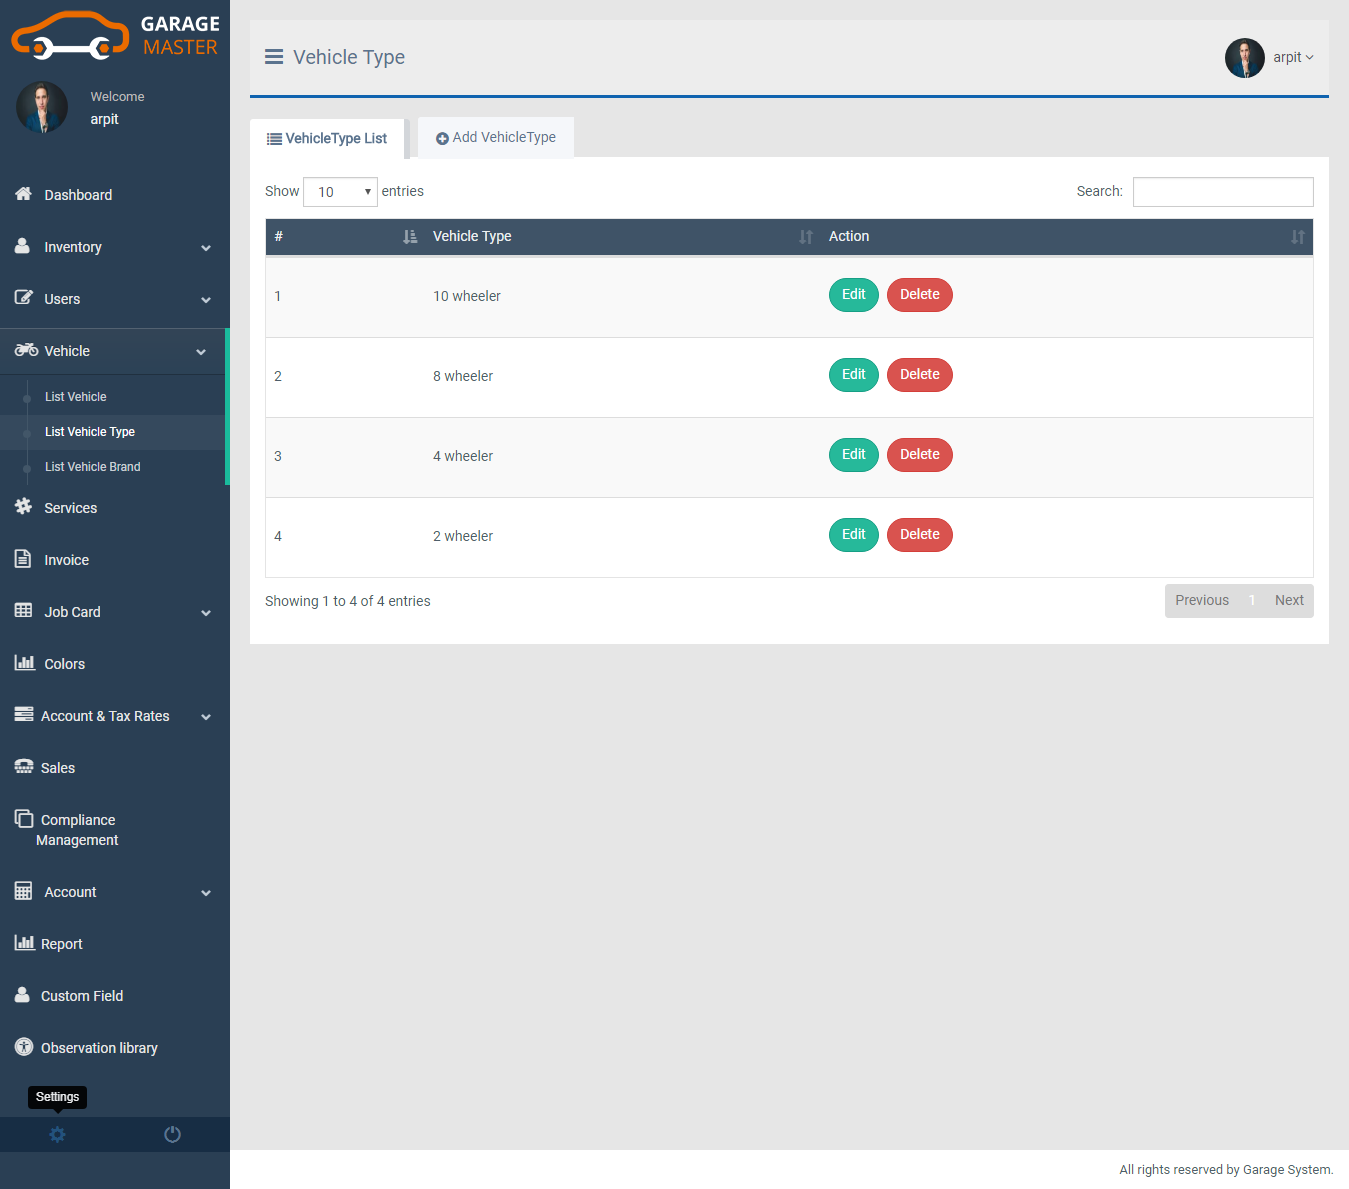 GARAGE
MASTER
Welcome
arpit
Dashboard
Inventory
Users
Vehicle
List Vehicle
List Vehicle Type
List Vehicle Brand
Services
Invoice
Job Card
Colors
Account & Tax Rates
Sales
Compliance
Management
Account
Report
Custom Field
Observation library
Settings
Vehicle Type
arpit
VehicleType List
Add VehicleType
Show 10 entries
Search:
# Vehicle Type Action
1 10 wheeler Edit Delete
2 8 wheeler Edit Delete
3 4 wheeler Edit Delete
4 2 wheeler Edit Delete
Showing 1 to 4 of 4 entries
Previous 1 Next
All rights reserved by Garage System.